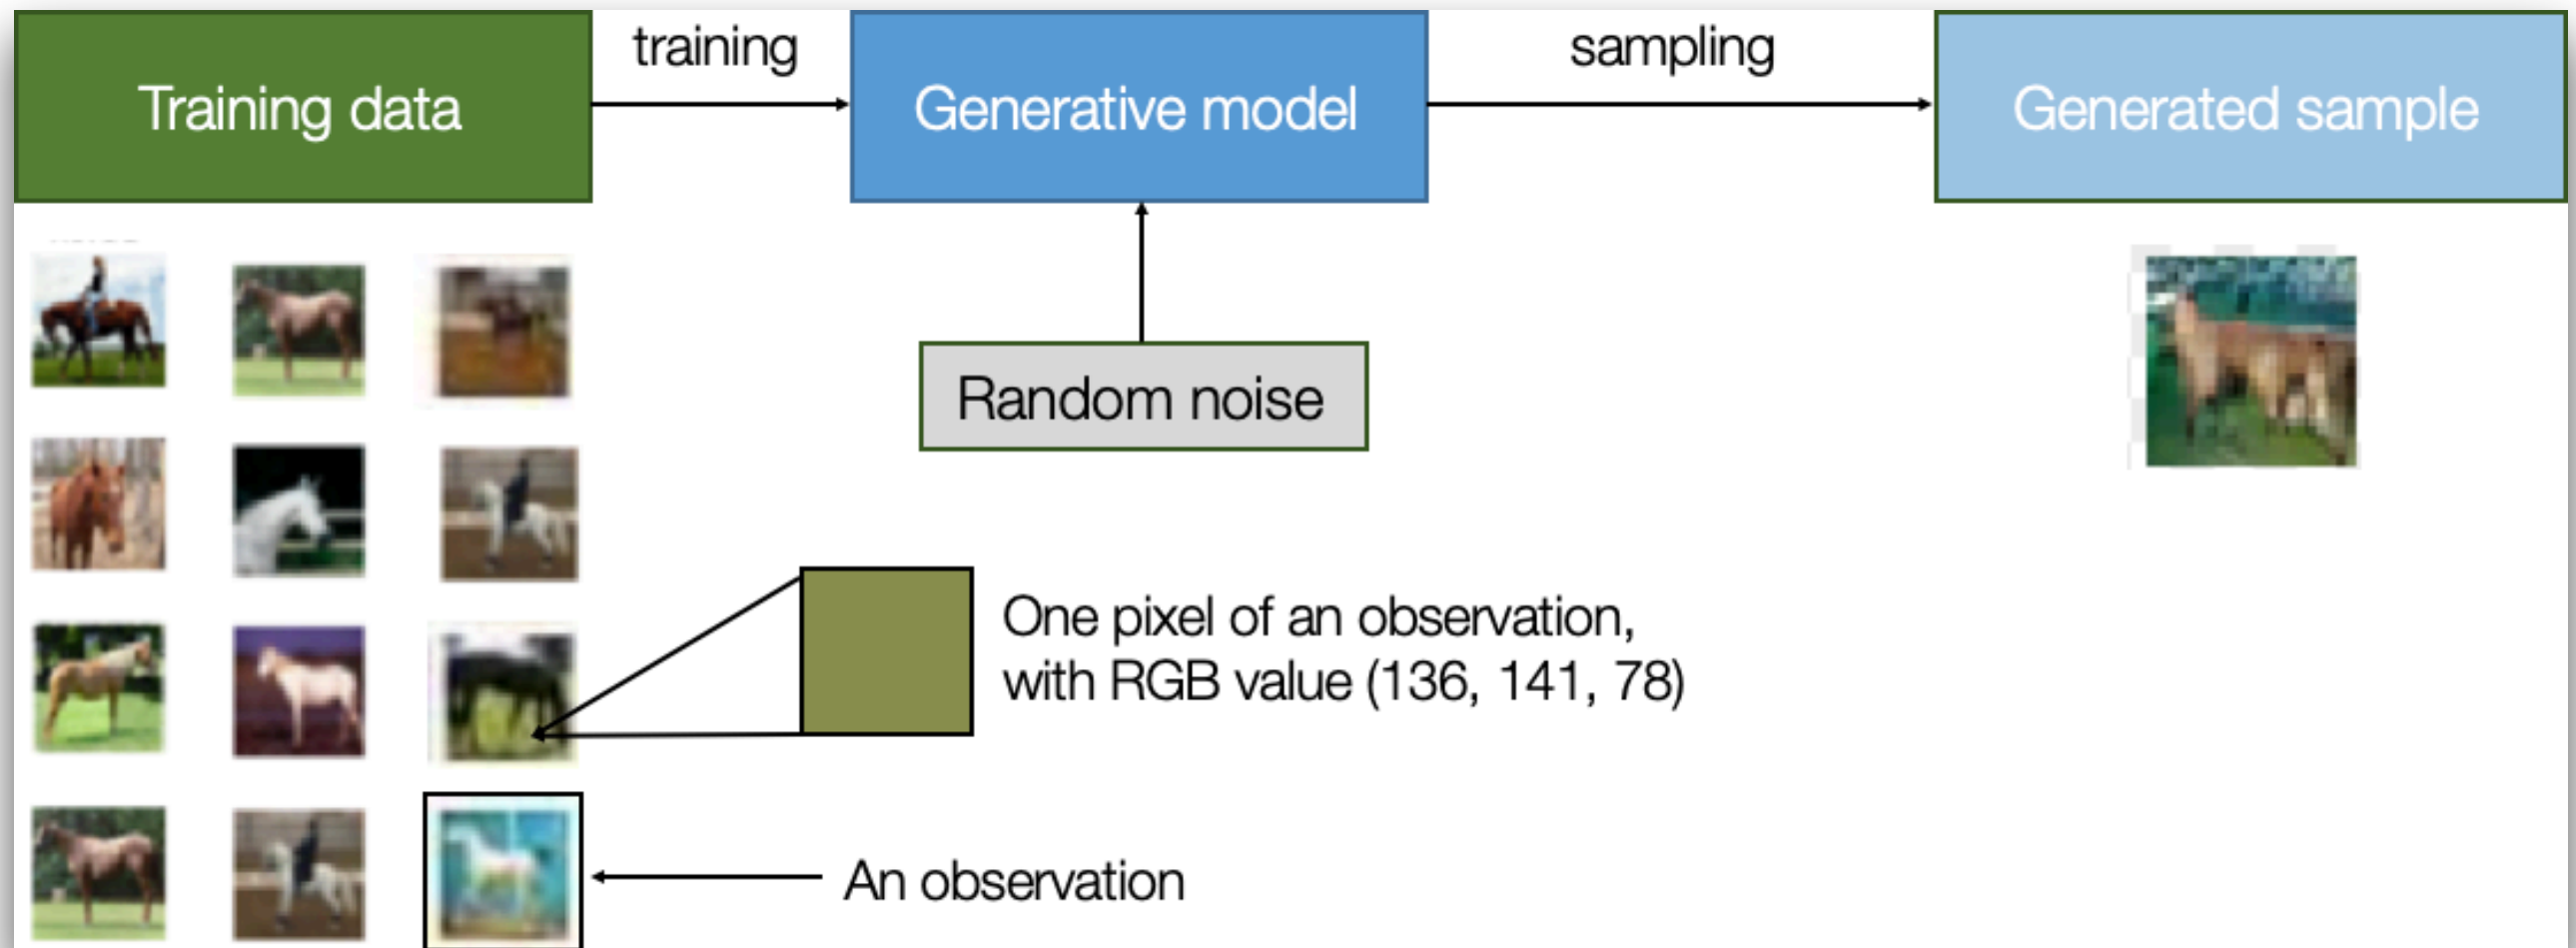 Training data
training
Generative model
sampling
Generated sample
Random noise
One pixel of an observation,
with RGB value (136, 141, 78)
An observation